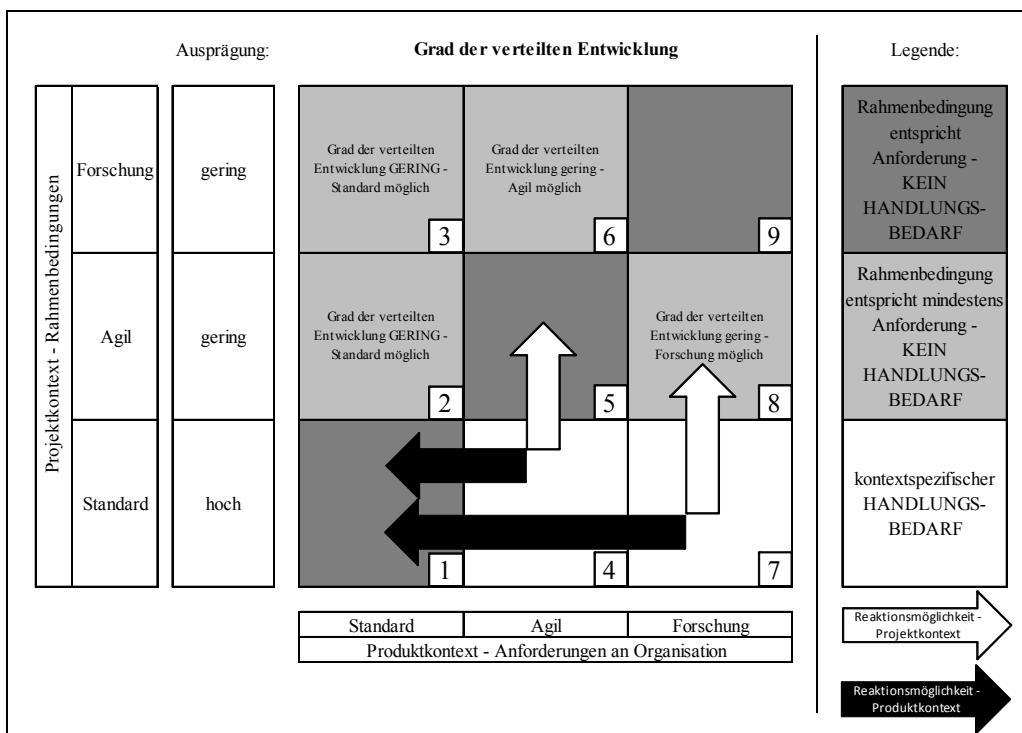 Ausprägung:
Grad der verteilten Entwicklung
Legende:
Projektkontext - Rahmenbedingungen
Forschung
gering
Grad der verteilten
Entwicklung GERING -
Standard möglich
3
Grad der verteilten
Entwicklung gering -
Agil möglich
6
9
Agil
gering
Grad der verteilten
Entwicklung GERING -
Standard möglich
2
5
Grad der verteilten
Entwicklung gering -
Forschung möglich
8
Standard
hoch
1
4
7
Standard
Agil
Forschung
Produktkontext - Anforderungen an Organisation
Rahmenbedingung
entspricht
Anforderung -
KEIN
HANDLUNGS-
BEDARF
Rahmenbedingung
entspricht mindestens
Anforderung -
KEIN
HANDLUNGS-
BEDARF
kontextspezifischer
HANDLUNGS-
BEDARF
Reaktionsmöglichkeit -
Projektkontext
Reaktionsmöglichkeit -
Produktkontext